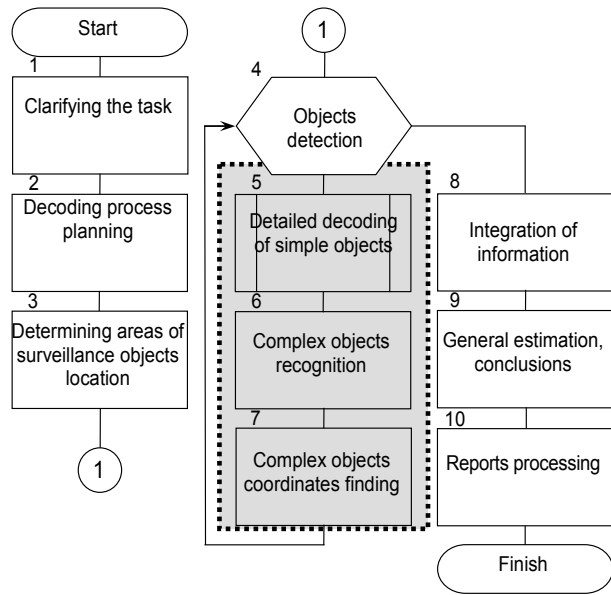 Start
1
Clarifying the task
2
Decoding process
planning
3
Determining areas of
surveillance objects
location
1
1
4
Objects
detection
5
Detailed decoding
of simple objects
6
Complex objects
recognition
7
Complex objects
coordinates finding
8
Integration of
information
9
General estimation,
conclusions
10
Reports processing
Finish